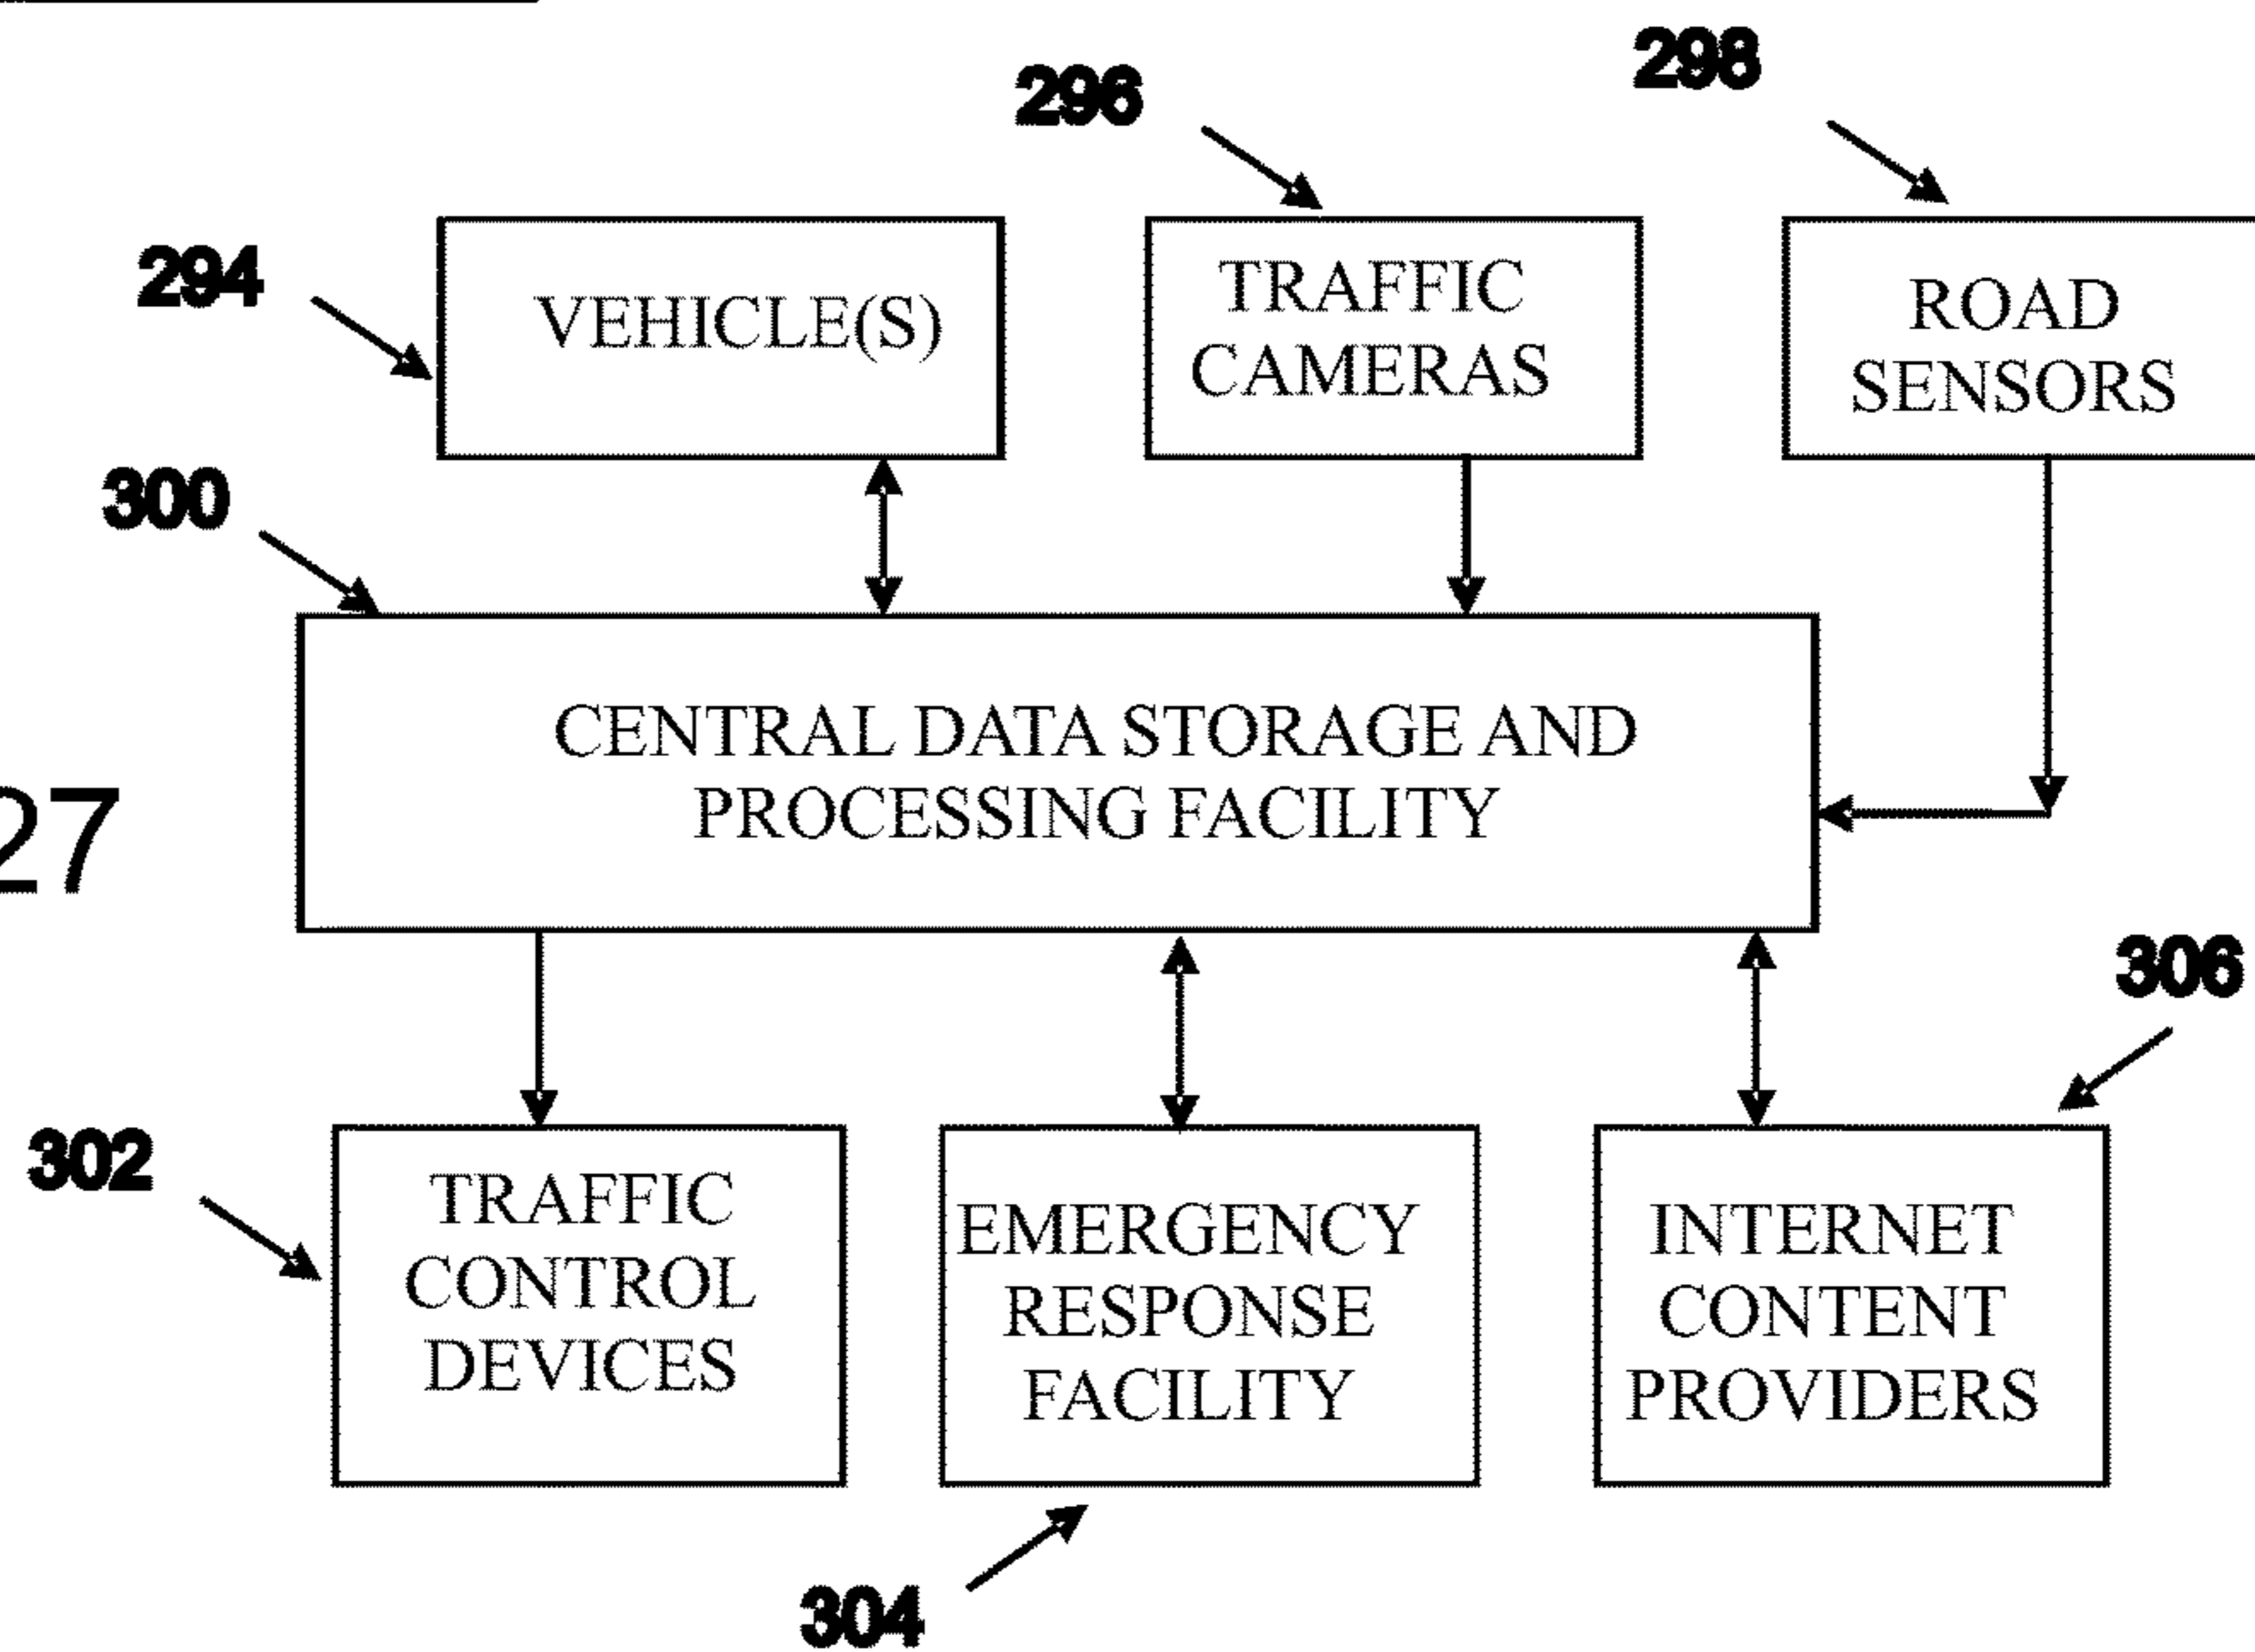 298
296
294
VEHICLE(S)
TRAFFIC
CAMERAS
ROAD
SENSORS
300
CENTRAL DATA STORAGE AND
PROCESSING FACILITY
27
306
302
TRAFFIC
CONTROL
DEVICES
EMERGENCY
RESPONSE
FACILITY
INTERNET
CONTENT
PROVIDERS
304